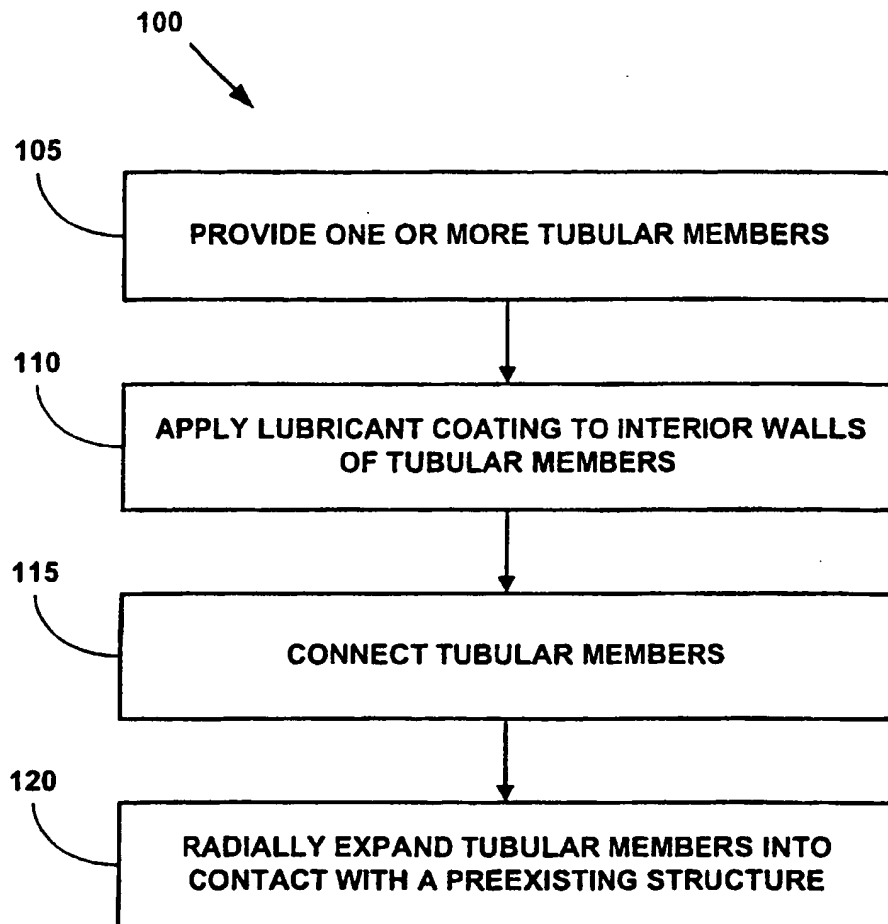 100
105
PROVIDE ONE OR MORE TUBULAR MEMBERS
110
APPLY LUBRICANT COATING TO INTERIOR WALLS
OF TUBULAR MEMBERS
115
CONNECT TUBULAR MEMBERS
120
RADIALLY EXPAND TUBULAR MEMBERS INTO
CONTACT WITH A PREEXISTING STRUCTURE